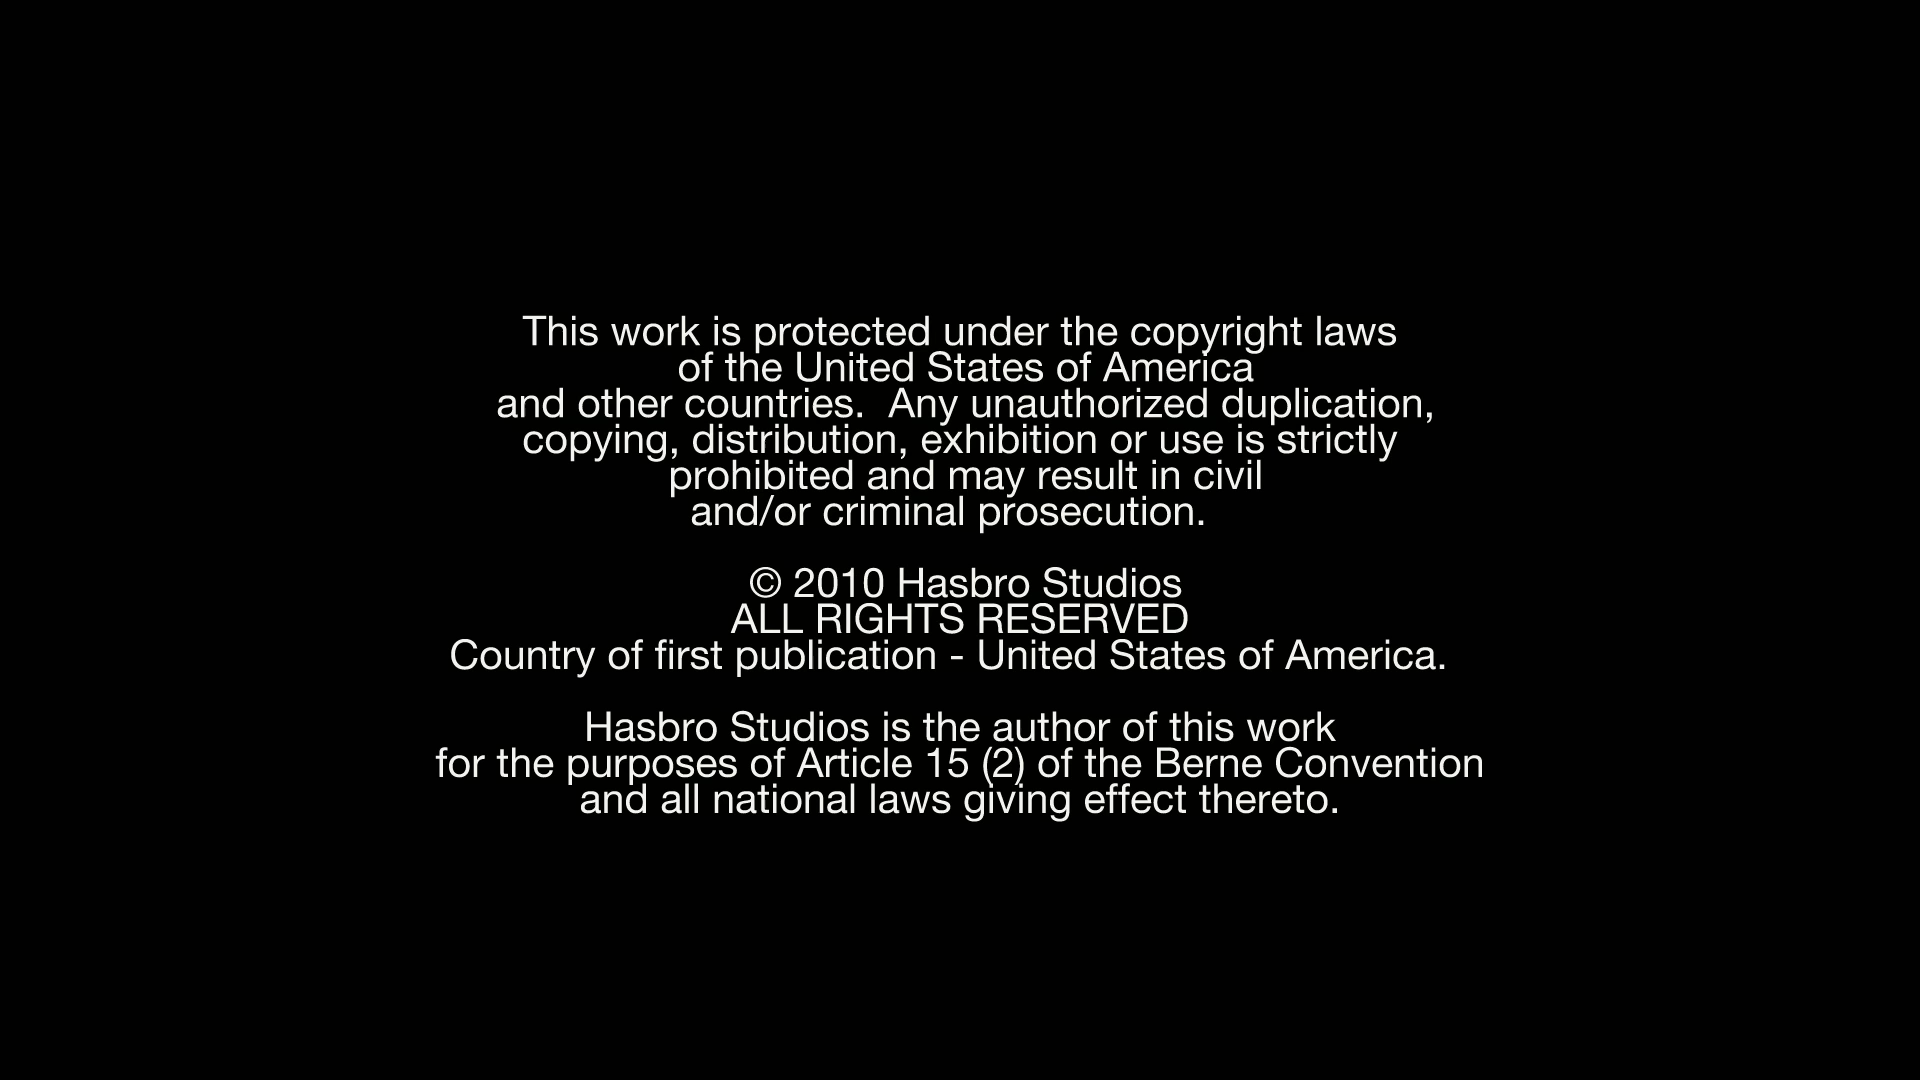 This work is protected under the copyright laws
of the United States of America
and other countries.  Any unauthorized duplication,
copying, distribution, exhibition or use is strictly
prohibited and may result in civil
and/or criminal prosecution.
© 2010 Hasbro Studios
ALL RIGHTS RESERVED
Country of first publication - United States of America.
Hasbro Studios is the author of this work
for the purposes of Article 15 (2) of the Berne Convention
and all national laws giving effect thereto.